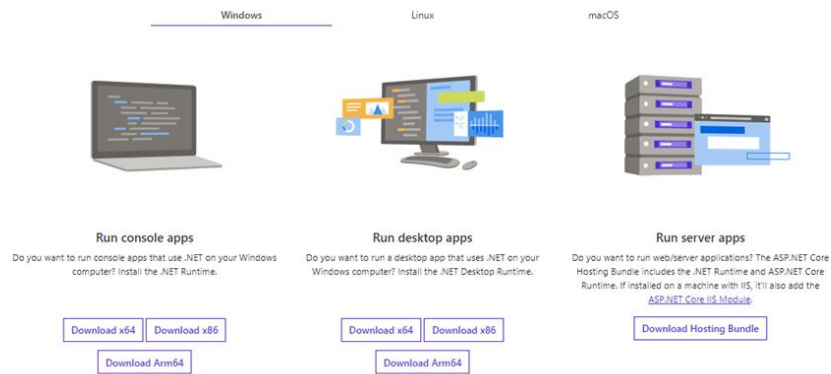 Windows
Linux
macOS
Run console apps
Do you want to run console apps that use .NET on your Windows
computer? Install the .NET Runtime.
Download x64
Download x86
Download Arm64
Run desktop apps
Do you want to run a desktop app that uses .NET on your
Windows computer? Install the .NET Desktop Runtime.
Download x64
Download x86
Download Arm64
Run server apps
Do you want to run web/server applications? The ASP.NET Core
Hosting Bundle includes the .NET Runtime and ASP.NET Core
Runtime. If installed on a machine with IIS, it'll also add the
ASP.NET Core IIS Module.
Download Hosting Bundle